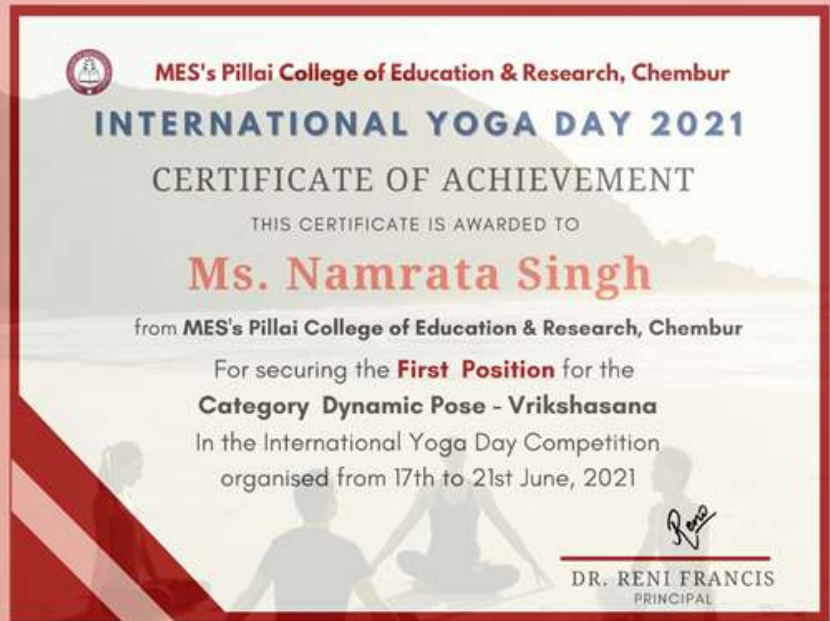 MES's Pillai College of Education & Research, Chembur
INTERNATIONAL YOGA DAY 2021
CERTIFICATE OF ACHIEVEMENT
THIS CERTIFICATE IS AWARDED TO
Ms. Namrata Singh
from MES's Pillai College of Education & Research, Chembur
For securing the First Position for the
Category Dynamic Pose - Vrikshasana
In the International Yoga Day Competition
organised from 17th to 21st June, 2021
Reno
DR. RENI FRANCIS
PRINCIPAL